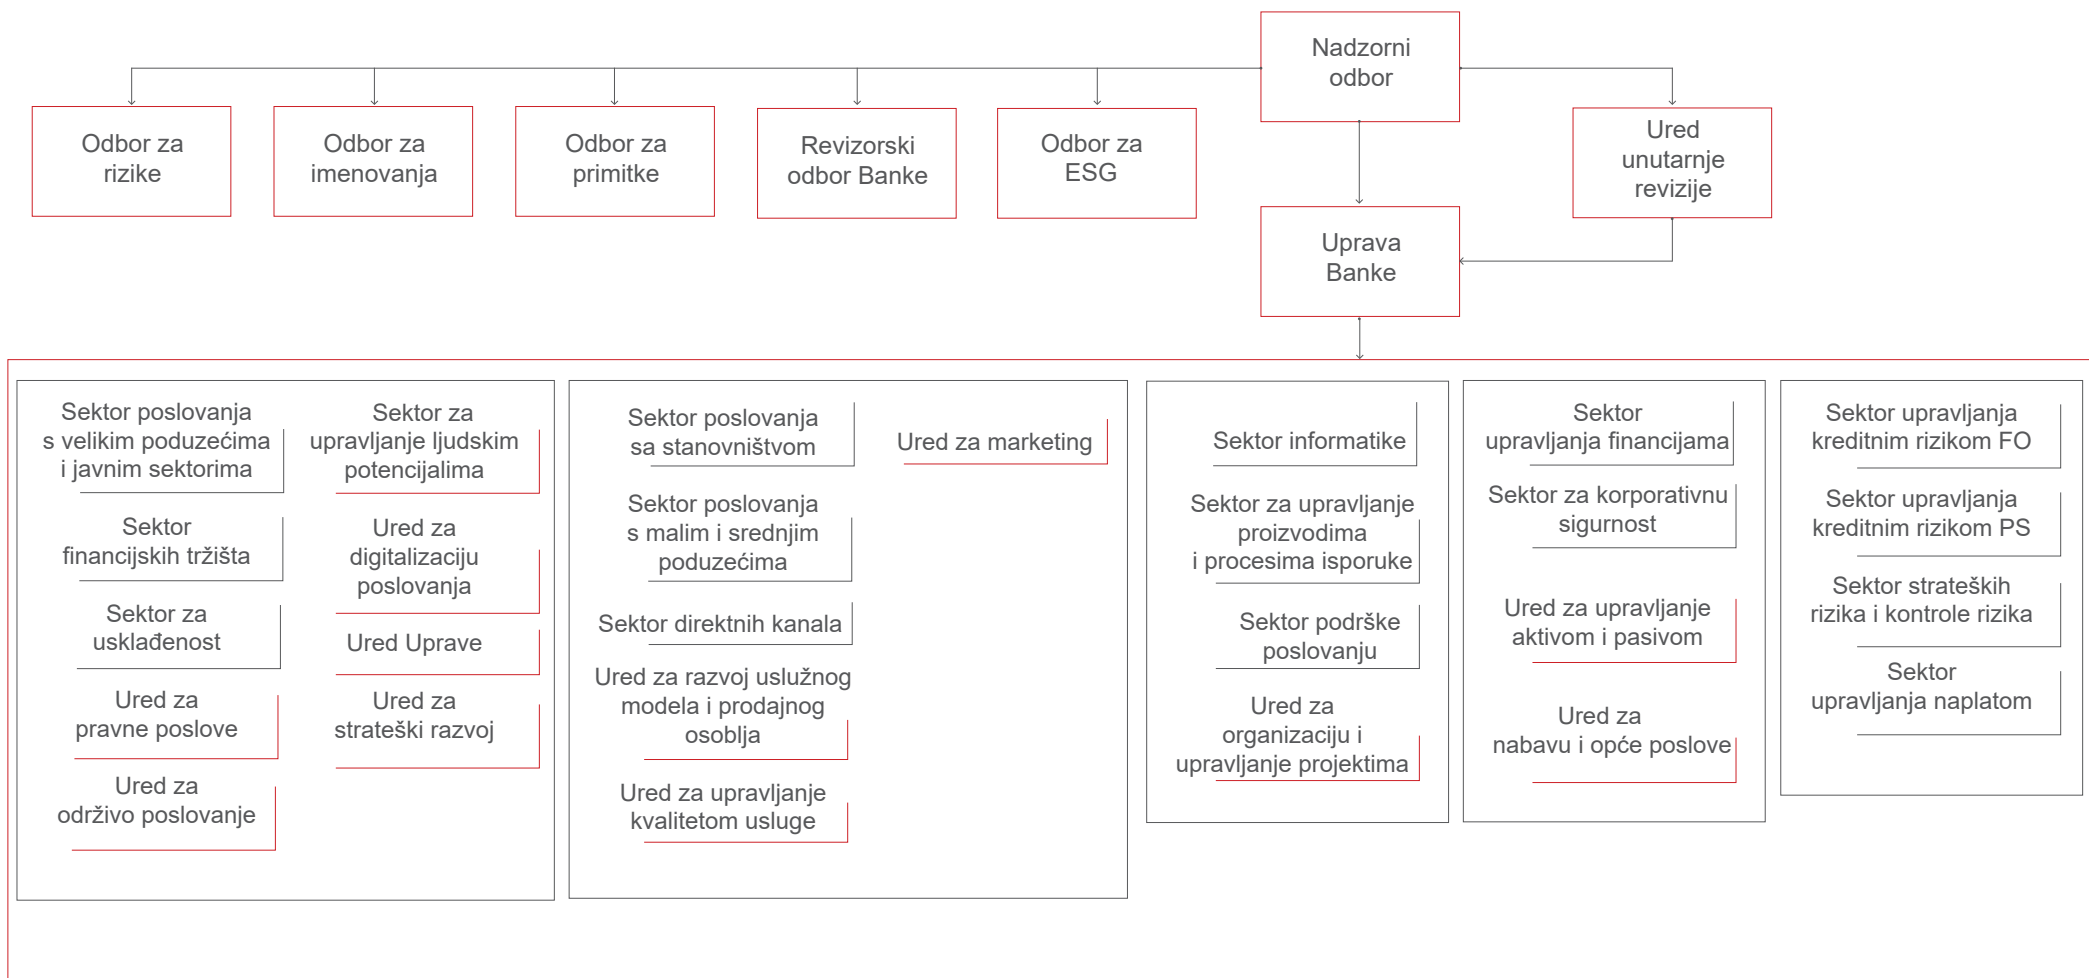 Nadzorni
odbor
Odbor za
rizike
Odbor za
imenovanja
Odbor za
primitke
Revizorski
odbor Banke
Odbor za
ESG
Ured
unutarnje
revizije
Uprava
Banke
Sektor poslovanja
s velikim poduzećima
i javnim sektorima
Sektor
financijskih tržišta
Sektor za
usklađenost
Ured za
pravne poslove
Ured za
održivo poslovanje
Sektor za
upravljanje ljudskim
potencijalima
Ured za
digitalizaciju
poslovanja
Ured Uprave
Ured za
strateški razvoj
Sektor poslovanja
sa stanovništvom
Sektor poslovanja
s malim i srednjim
poduzećima
Sektor direktnih kanala
Ured za razvoj uslužnog
modela i prodajnog
osoblja
Ured za upravljanje
kvalitetom usluge
Ured za marketing
Sektor informatike
Sektor za upravljanje
proizvodima
i procesima isporuke
Sektor podrške
poslovanju
Ured za
organizaciju i
upravljanje projektima
Sektor
upravljanja financijama
Sektor za korporativnu
sigurnost
Ured za upravljanje
aktivom i pasivom
Ured za
nabavu i opće poslove
Sektor upravljanja
kreditnim rizikom FO
Sektor upravljanja
kreditnim rizikom PS
Sektor strateških
rizika i kontrole rizika
Sektor
upravljanja naplatom